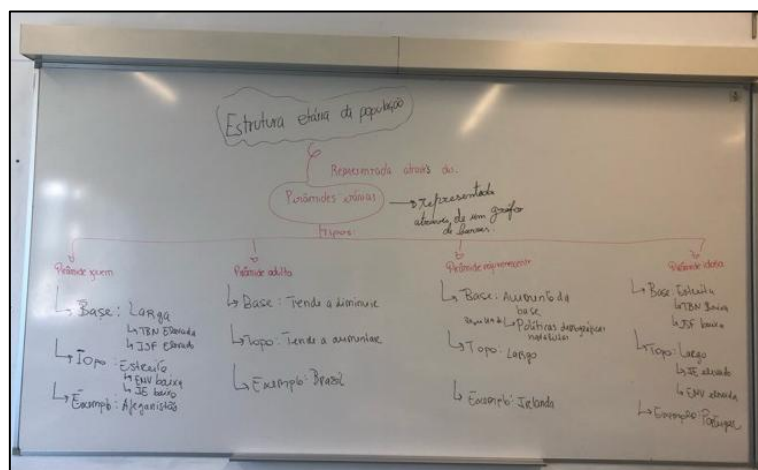 Estrutura etária da população
Representada através de:
Pirâmides etárias
representada
através, de um gráfico
de barras.
tipos:
Pirâmide jovem
Base: Larga
TBN Elevada
ISF Elevado
Topo: Estreito
EMV baixa
IE baixo
Exemplo: Afeganistão
Pirâmide adulta
Base: Tende a diminuir
Topo: Tende a aumentar
Exemplo: Brasil
Pirâmide rejuvenescente
Base: Aumento da
base
Políticas demográficas
natalistas
Topo: Largo
Exemplo: Irlanda
Pirâmide idosa
Base: Estreita
TBN Baixa
ISF baixa
Topo: Largo
IE elevado
EMV elevada
Exemplo: Portugal